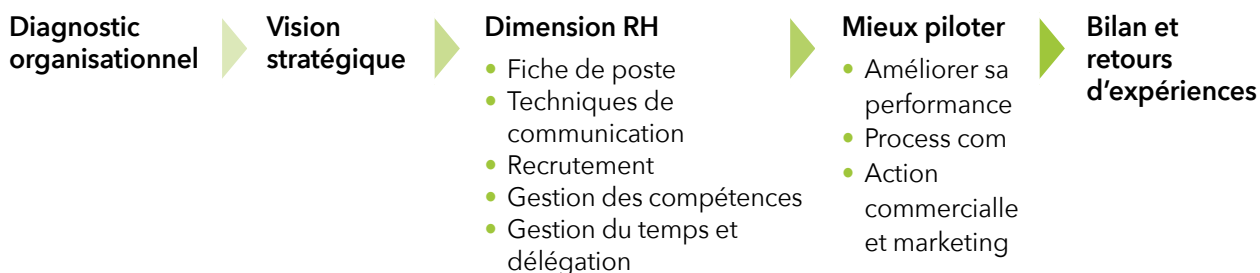 Diagnostic
organisationnel
Vision
stratégique
Dimension RH
• Fiche de poste
• Techniques de
communication
• Recrutement
• Gestion des compétences
• Gestion du temps et
délégation
Mieux piloter
• Améliorer sa
performance
• Process com
• Action
commercialle
et marketing
Bilan et
retours
d’expériences